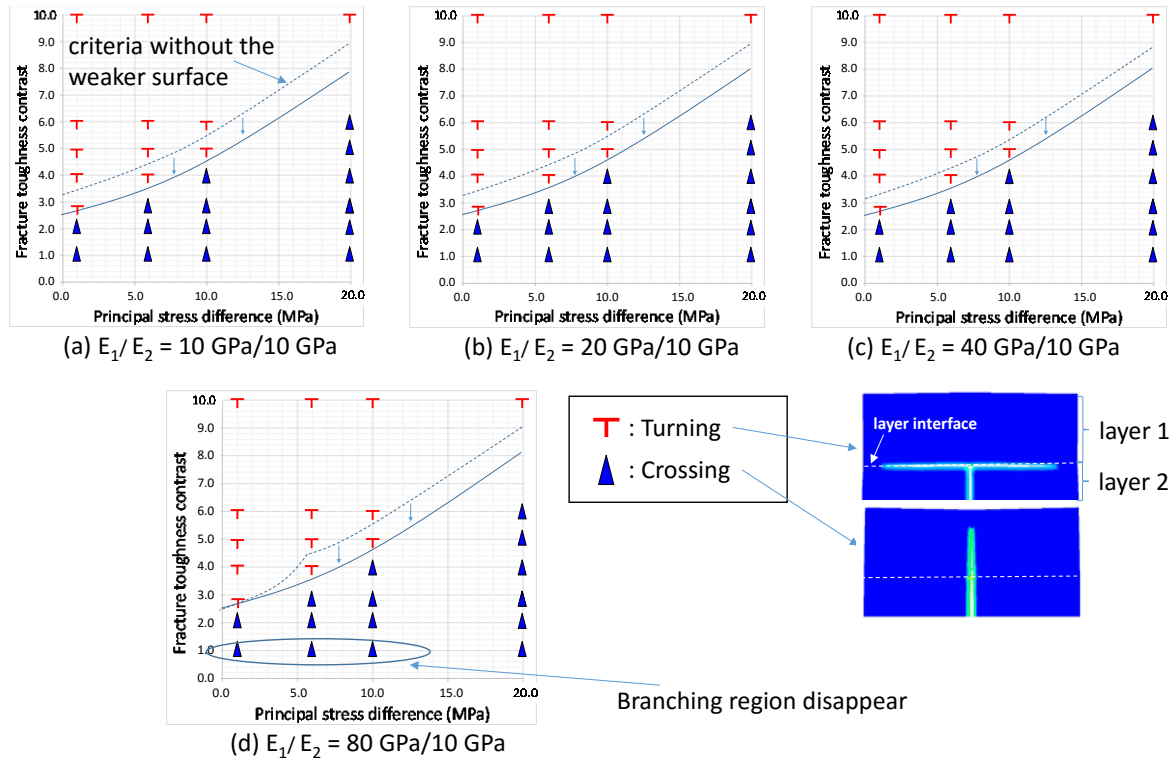 10.0
9.0
8.0
7.0
6.0
5.0
4.0
3.0
2.0
1.0
0.0
Fracture toughness contrast
criteria without the
weaker surface
0.0 5.0 10.0 15.0 20.0
Principal stress difference (MPa)
(a) E1/ E2 = 10 GPa/10 GPa
10.0
9.0
8.0
7.0
6.0
5.0
4.0
3.0
2.0
1.0
0.0
Fracture toughness contrast
0.0 5.0 10.0 15.0 20.0
Principal stress difference (MPa)
(b) E1/ E2 = 20 GPa/10 GPa
10.0
9.0
8.0
7.0
6.0
5.0
4.0
3.0
2.0
1.0
0.0
Fracture toughness contrast
0.0 5.0 10.0 15.0 20.0
Principal stress difference (MPa)
(c) E1/ E2 = 40 GPa/10 GPa
10.0
9.0
8.0
7.0
6.0
5.0
4.0
3.0
2.0
1.0
0.0
Fracture toughness contrast
0.0 5.0 10.0 15.0 20.0
Principal stress difference (MPa)
(d) E1/ E2 = 80 GPa/10 GPa
: Turning
: Crossing
layer interface
layer 1
layer 2
Branching region disappear